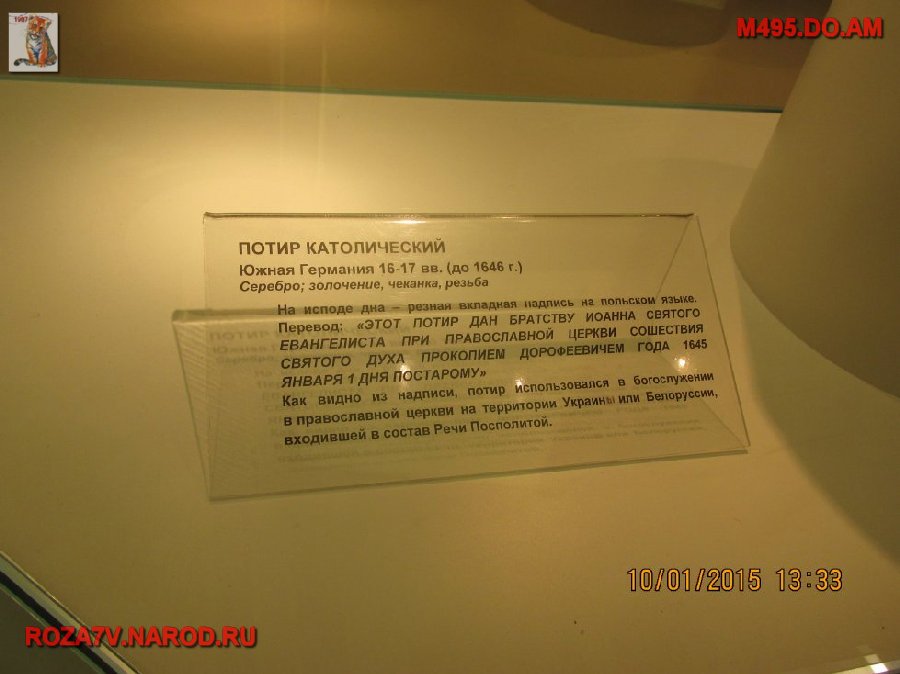 1987
M495.DO.AM
ПОТИР КАТОЛИЧЕСКИЙ
Южная Германия 16-17 вв. (до 1646 г.)
Серебро; золочение, чеканка, резьба
На исподе дна – резная вкладная надпись на польском языке.
Перевод: «ЭТОТ ПОТИР ДАН БРАТСТВУ ИОАННА СВЯТОГО
ЕВАНГЕЛИСТА ПРИ ПРАВОСЛАВНОЙ ЦЕРКВИ СОШЕСТВИЯ
СВЯТОГО ДУХА ПРОКОПИЕМ ДОРОФЕЕВИЧЕМ ГОДА 1645
ЯНВАРЯ 1 ДНЯ ПОСТАРОМУ»
Как видно из надписи, потир использовался в богослужении
в православной церкви на территории Украины или Белоруссии,
входившей в состав Речи Посполитой.
10/01/2015 13:33
ROZA7V.NAROD.RU